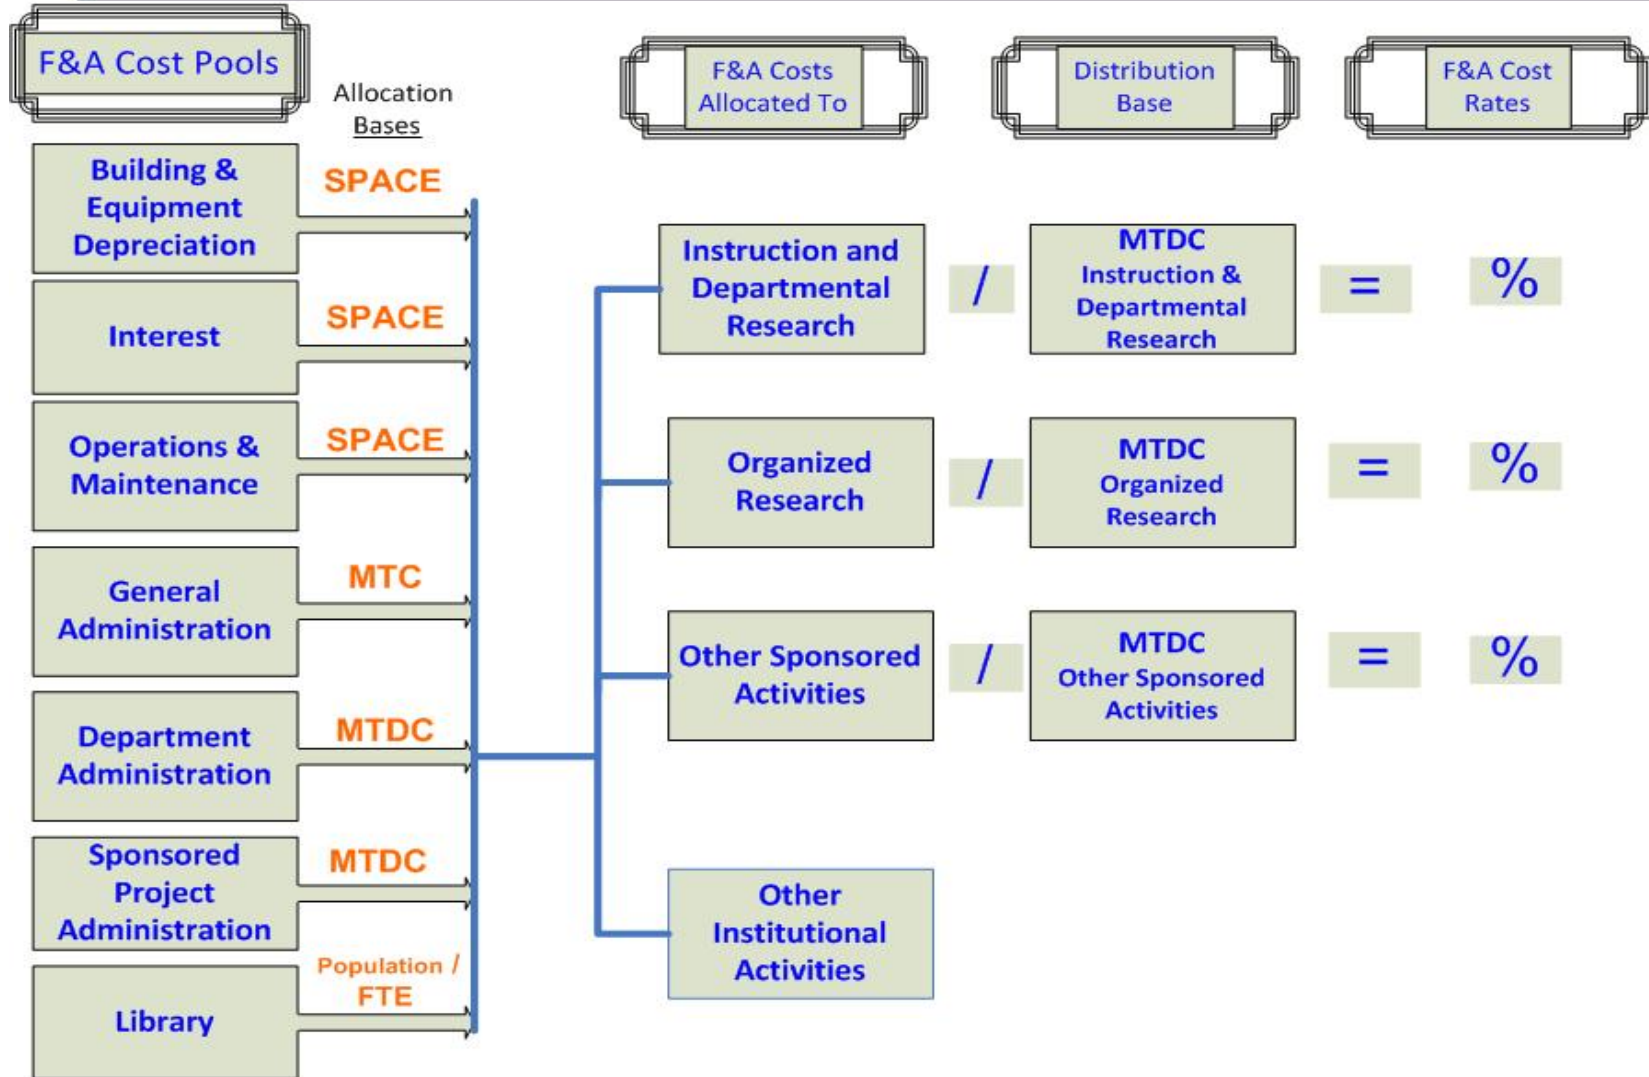 F&A Cost Pools
Allocation
Bases
F&A Costs
Allocated To
Distribution
Base
F&A Cost
Rates
Building &
Equipment
Depreciation
SPACE
Interest
SPACE
Operations &
Maintenance
SPACE
General
Administration
MTC
Department
Administration
MTDC
Sponsored
Project
Administration
MTDC
Library
Population /
FTE
Instruction and
Departmental
Research
/
MTDC
Instruction &
Departmental
Research
=
%
Organized
Research
/
MTDC
Organized
Research
=
%
Other Sponsored
Activities
/
MTDC
Other Sponsored
Activities
=
%
Other
Institutional
Activities